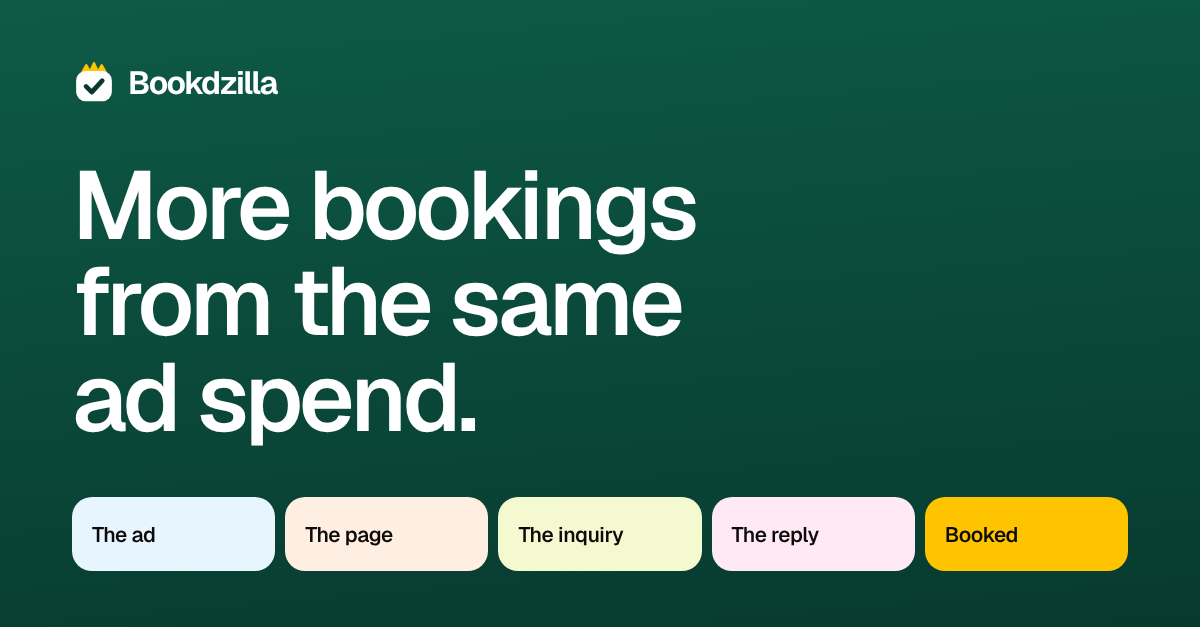 Bookdzilla
More bookings
from the same
ad spend.
The ad
The page
The inquiry
The reply
Booked